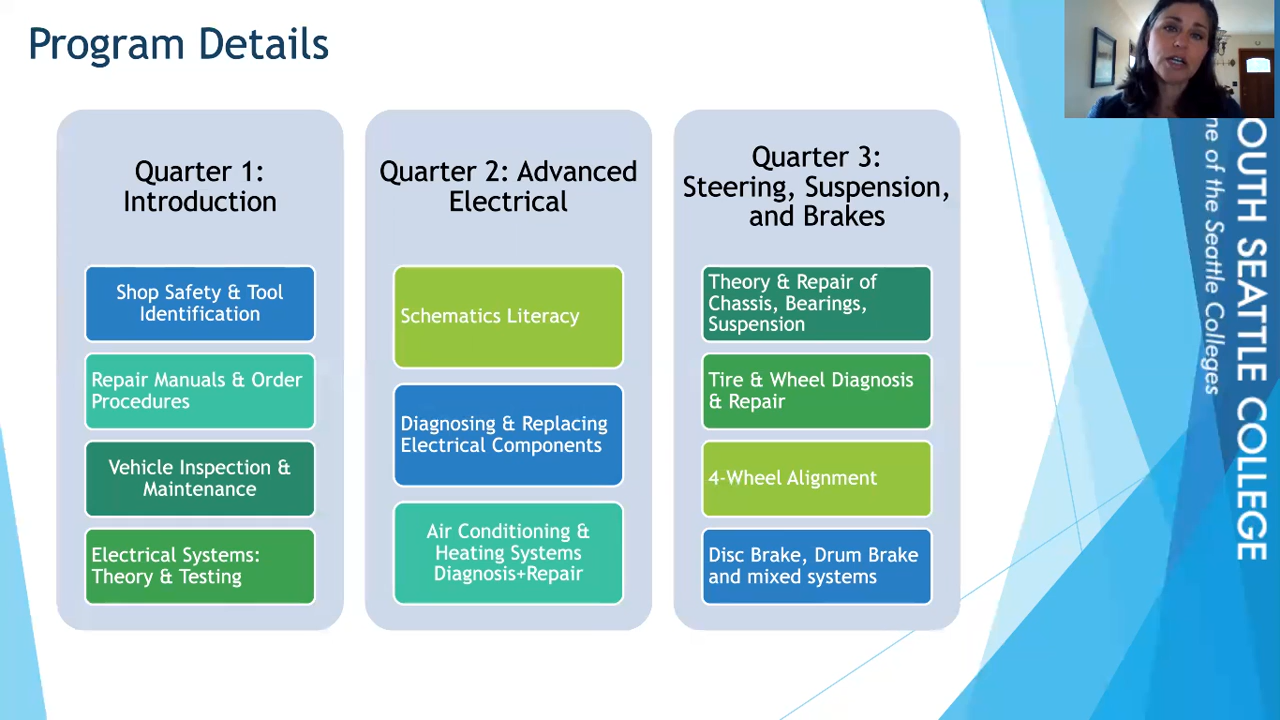 Program Details
Quarter 1:
Introduction
Shop Safety & Tool
Identification
Repair Manuals & Order
Procedures
Vehicle Inspection &
Maintenance
Electrical Systems:
Theory & Testing
Quarter 2: Advanced
Electrical
Schematics Literacy
Diagnosing & Replacing
Electrical Components
Air Conditioning &
Heating Systems
Diagnosis+Repair
Quarter 3:
Steering, Suspension,
and Brakes
Theory & Repair of
Chassis, Bearings,
Suspension
Tire & Wheel Diagnosis
& Repair
4-Wheel Alignment
Disc Brake, Drum Brake
and mixed systems
OUTH SEATTLE COLLEGE
ne of the Seattle Colleges